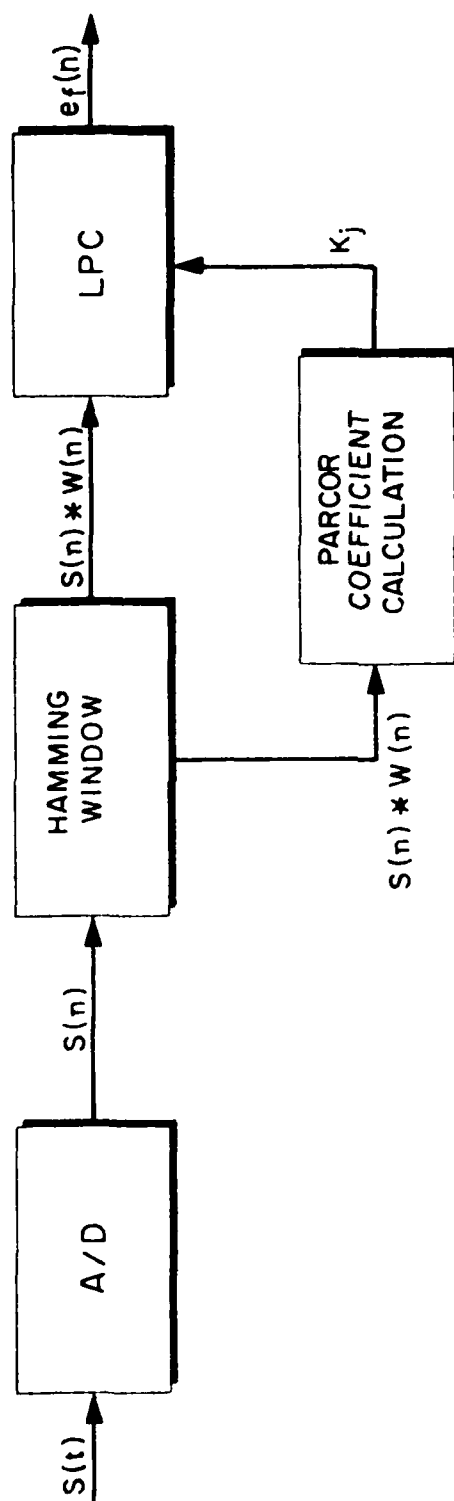 S(t)
A/D
S(n)
HAMMING
WINDOW
S(n) * W(n)
LPC
ef(n)
S(n) * W(n)
PARCOR
COEFFICIENT
CALCULATION
Kj